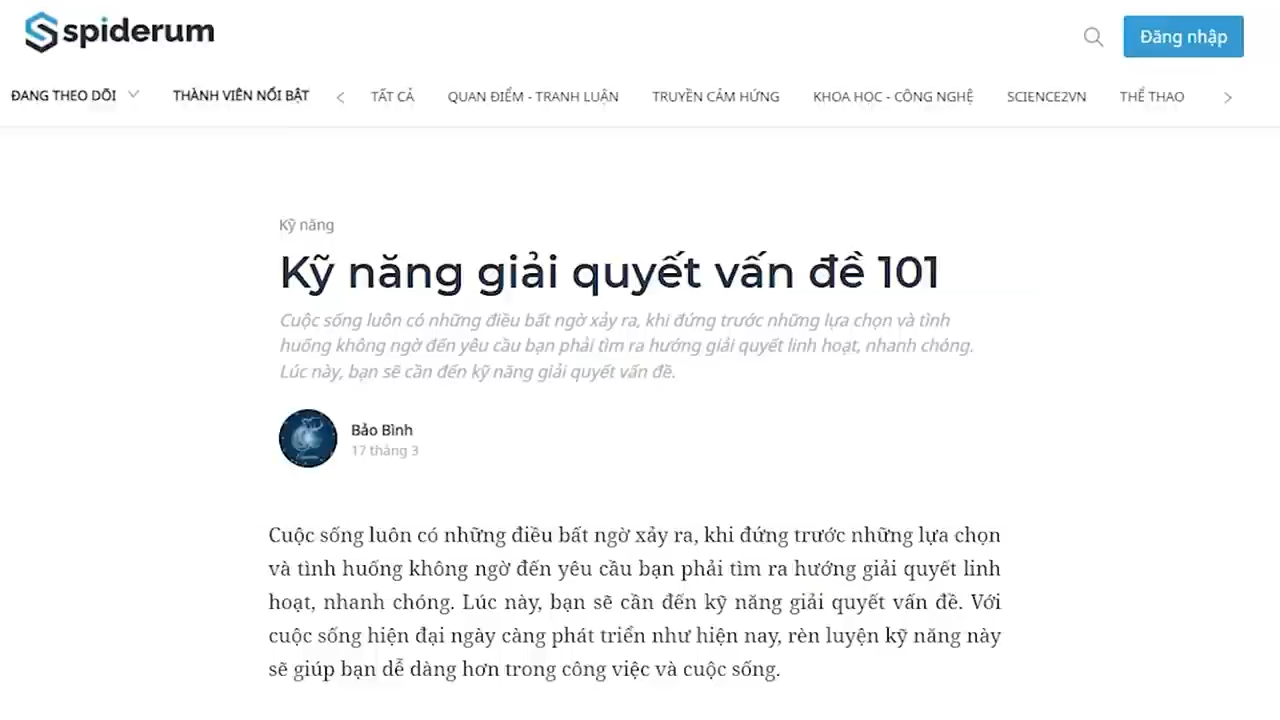 spiderum
Đăng nhập
ĐANG THEO DÕI
THÀNH VIÊN NỔI BẬT
TẤT CẢ
QUAN ĐIỂM - TRANH LUẬN
TRUYỀN CẢM HỨNG
KHOA HỌC - CÔNG NGHỆ
SCIENCE2VN
THỂ THAO
Kỹ năng
Kỹ năng giải quyết vấn đề 101
Cuộc sống luôn có những điều bất ngờ xảy ra, khi đứng trước những lựa chọn và tình
huống không ngờ đến yêu cầu bạn phải tìm ra hướng giải quyết linh hoạt, nhanh chóng.
Lúc này, bạn sẽ cần đến kỹ năng giải quyết vấn đề.
Bảo Bình
17 tháng 3
Cuộc sống luôn có những điều bất ngờ xảy ra, khi đứng trước những lựa chọn
và tình huống không ngờ đến yêu cầu bạn phải tìm ra hướng giải quyết linh
hoạt, nhanh chóng. Lúc này, bạn sẽ cần đến kỹ năng giải quyết vấn đề. Với
cuộc sống hiện đại ngày càng phát triển như hiện nay, rèn luyện kỹ năng này
sẽ giúp bạn dễ dàng hơn trong công việc và cuộc sống.